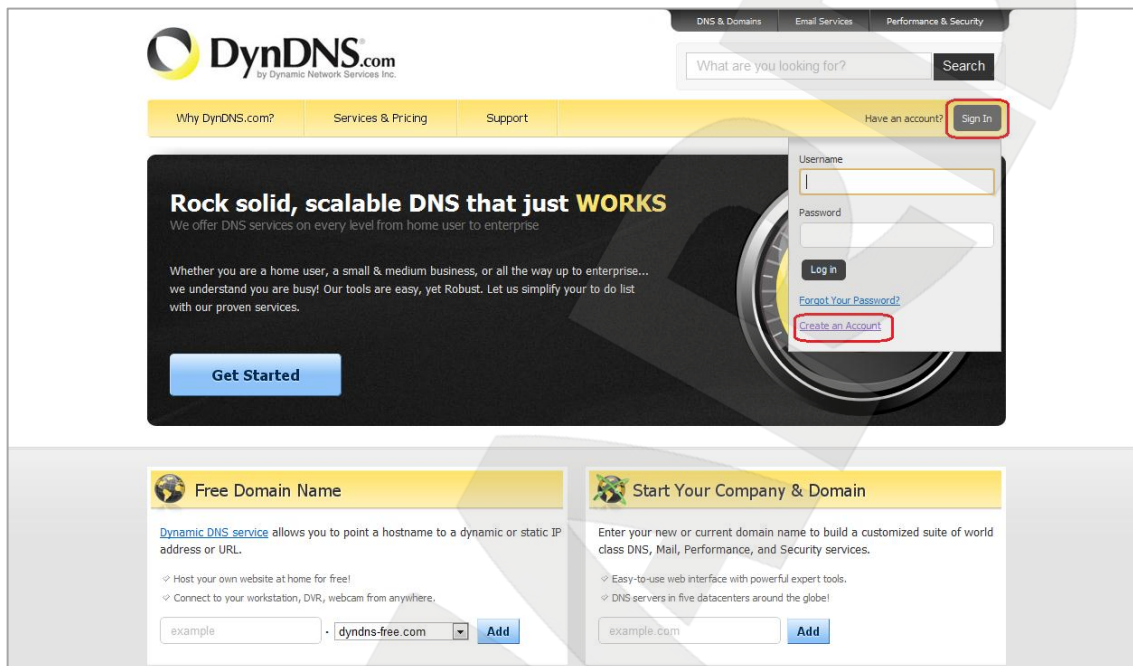 DNS & Domains Email Services Performance & Security
DynDNS.com
by Dynamic Network Services Inc.
What are you looking for? Search
Why DynDNS.com? Services & Pricing Support Have an account? Sign In
Username
Password
Log in
Forgot Your Password?
Create an Account
Rock solid, scalable DNS that just WORKS
We offer DNS services on every level from home user to enterprise
Whether you are a home user, a small & medium business, or all the way up to enterprise...
we understand you are busy! Our tools are easy, yet Robust. Let us simplify your to do list
with our proven services.
Get Started
Free Domain Name
Dynamic DNS service allows you to point a hostname to a dynamic or static IP
address or URL.
Host your own website at home for free!
Connect to your workstation, DVR, webcam from anywhere.
example . dyndns-free.com Add
Start Your Company & Domain
Enter your new or current domain name to build a customized suite of world
class DNS, Mail, Performance, and Security services.
Easy-to-use web interface with powerful expert tools.
DNS servers in five datacenters around the globe!
example.com Add